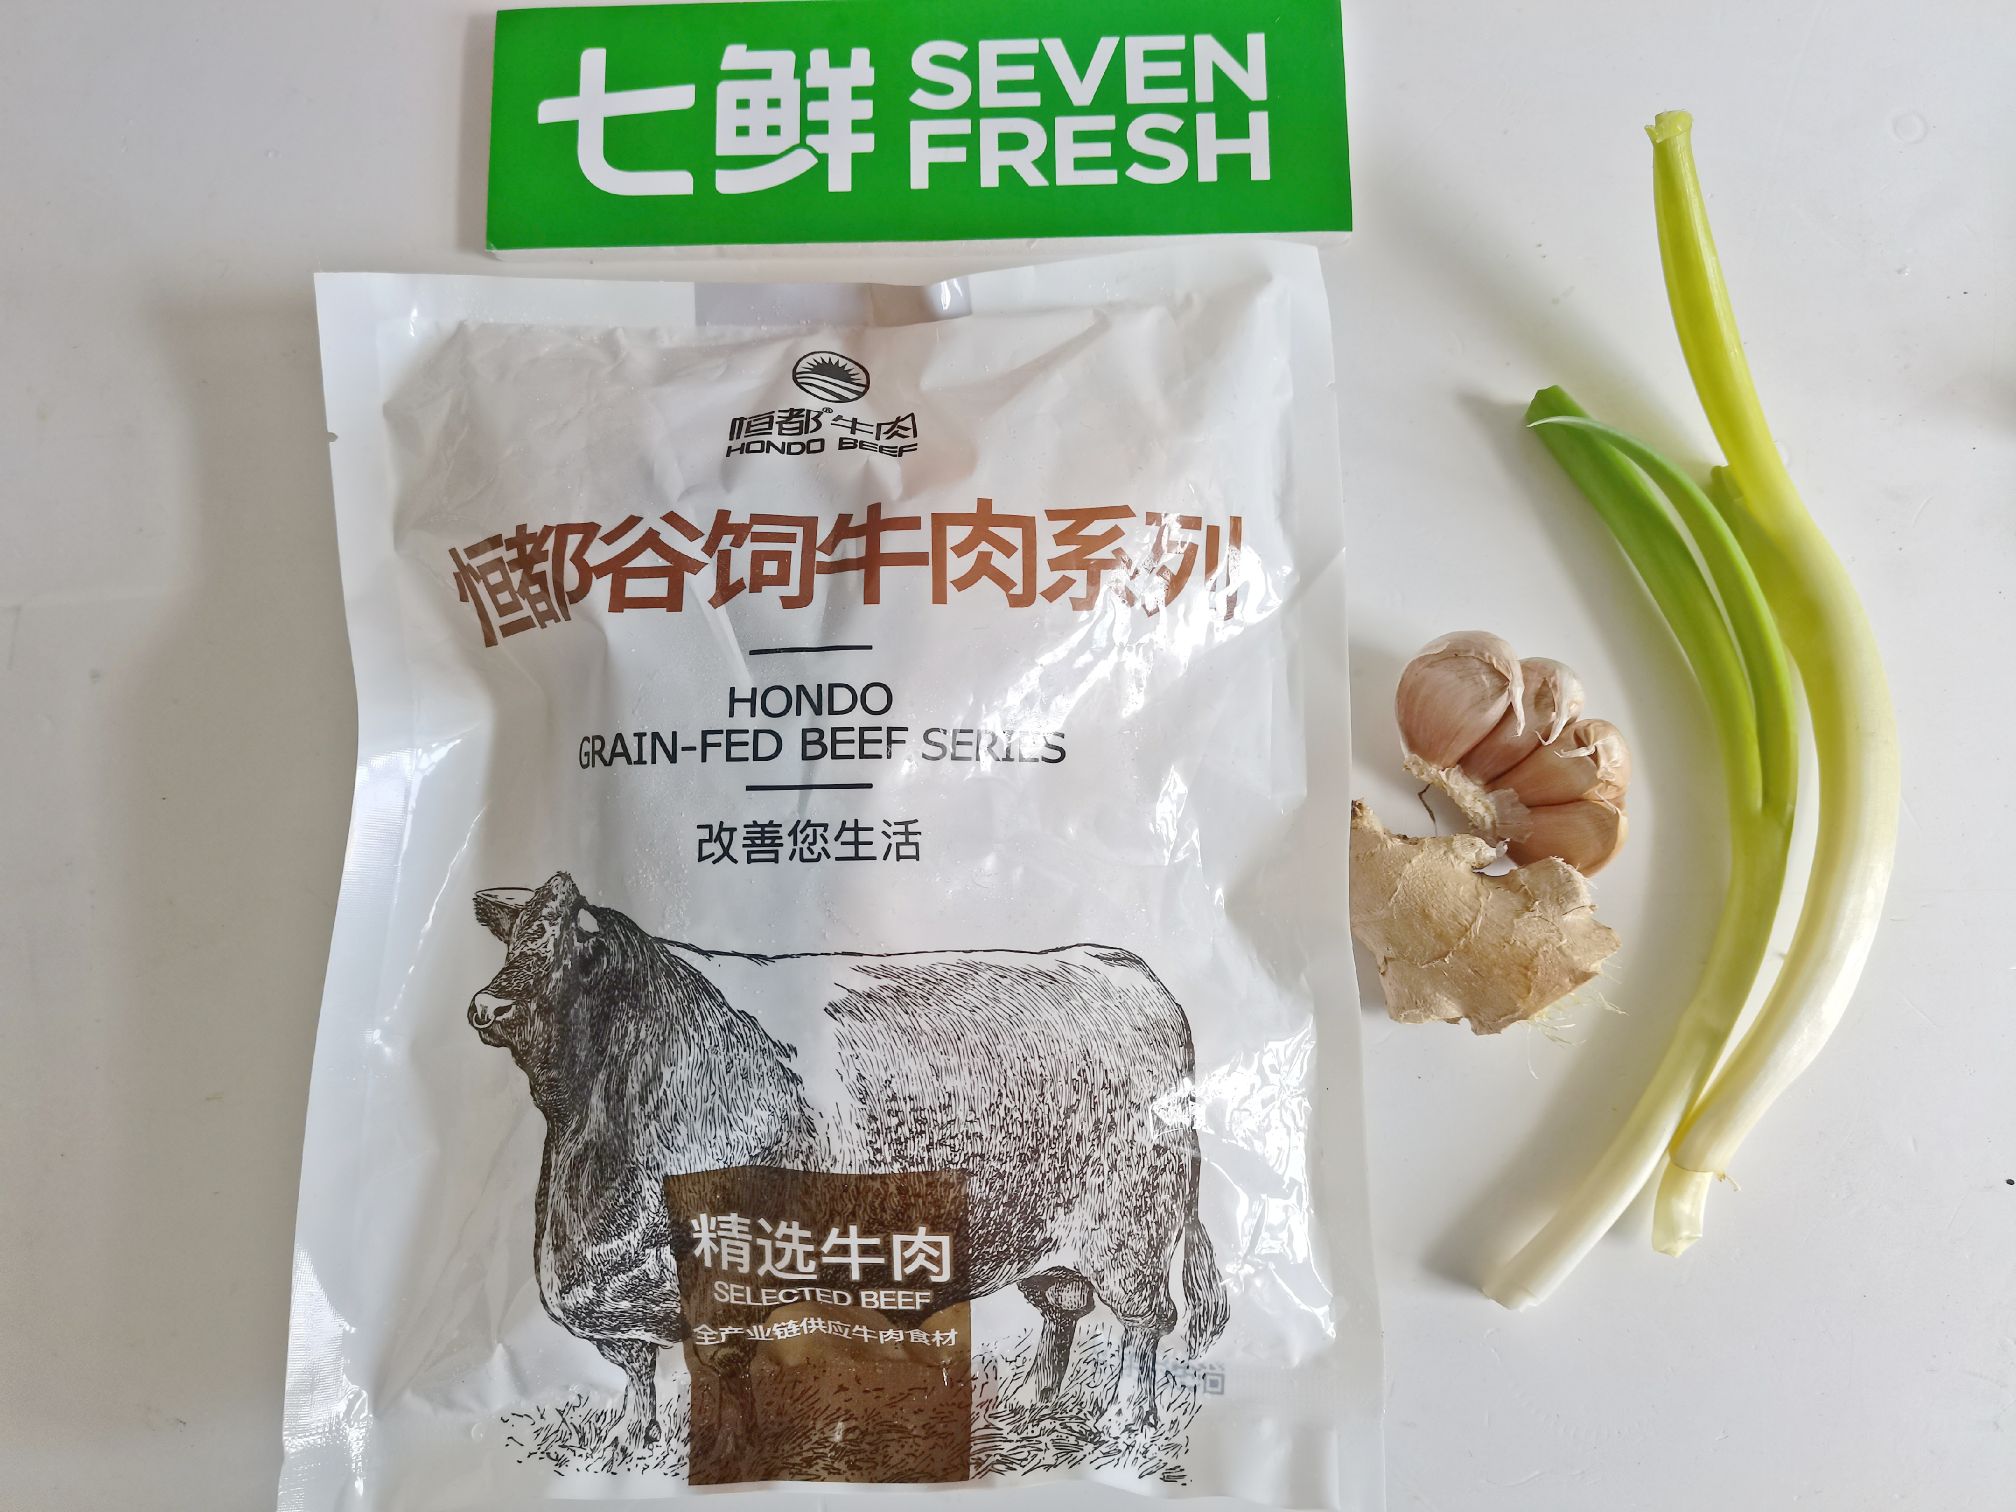 七鲜 SEVEN FRESH
恒都®牛肉
HONDO BEEF
恒都谷饲牛肉系列
HONDO
GRAIN-FED BEEF SERIES
改善您生活
精选牛肉
SELECTED BEEF
全产业链供应牛肉食材